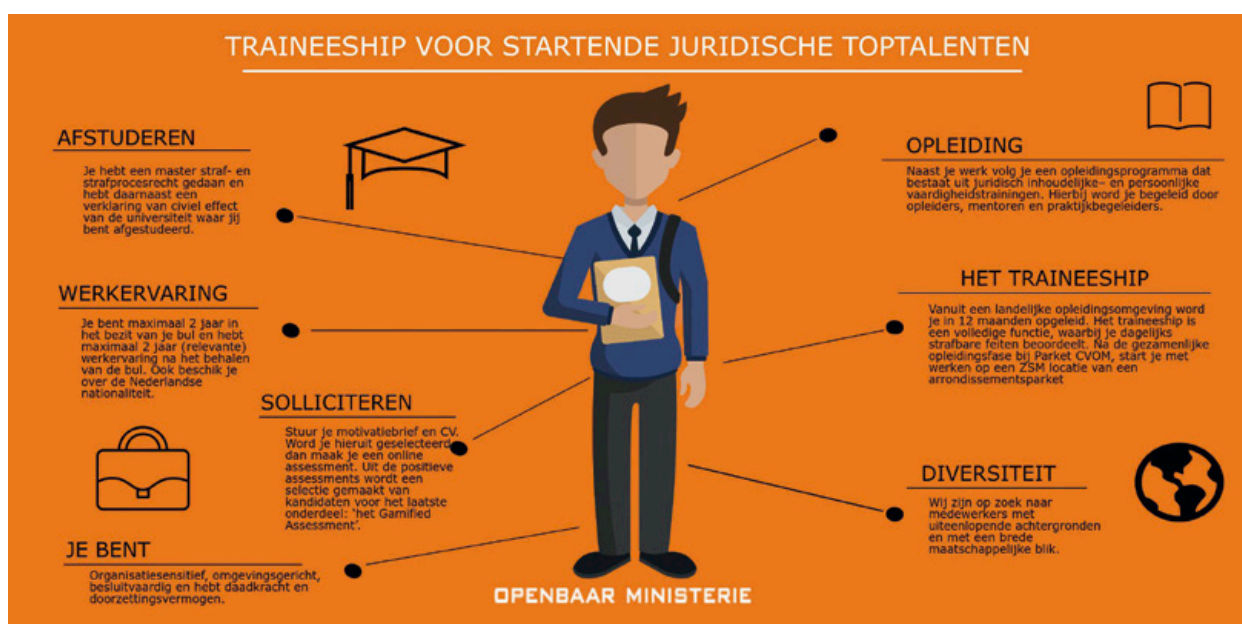 TRAINEESHIP VOOR STARTENDE JURIDISCHE TOPTALENTEN
AFSTUDEREN
Je hebt een master straf- en
strafprocesrecht gedaan en
hebt daarnaast een
verklaring van civiel effect
van de universiteit waar jij
bent afgestudeerd.
WERKERVARING
Je bent maximaal 2 jaar in
het bezit van je bul en hebt
maximaal 2 jaar (relevante)
werkervaring na het behalen
van de bul. Ook beschik je
over de Nederlandse
nationaliteit.
SOLLICITEREN
Stuur je motivatiebrief en CV.
Word je hieruit geselecteerd
dan maak je een online
assessment. Uit de positieve
assessments wordt een
selectie gemaakt van
kandidaten voor het laatste
onderdeel: 'het Gamified
Assessment'.
JE BENT
Organisatiesensitief, omgevingsgericht,
besluitvaardig en hebt daadkracht en
doorzettingsvermogen.
OPLEIDING
Naast je werk volg je een opleidingsprogramma dat
bestaat uit juridisch inhoudelijke– en persoonlijke
vaardigheidstrainingen. Hierbij word je begeleid door
opleiders, mentoren en praktijkbegeleiders.
HET TRAINEESHIP
Vanuit een landelijke opleidingsomgeving word
je in 12 maanden opgeleid. Het traineeship is
een volledige functie, waarbij je dagelijks
strafbare feiten beoordeelt. Na de gezamenlijke
opleidingsfase bij Parket CVOM, start je met
werken op een ZSM locatie van een
arrondissementsparket
DIVERSITEIT
Wij zijn op zoek naar
medewerkers met
uiteenlopende achtergronden
en met een brede
maatschappelijke blik.
OPENBAAR MINISTERIE